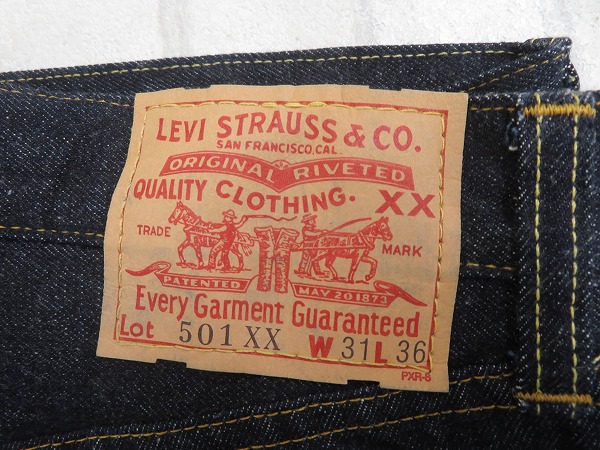 LEVI STRAUSS & CO.
SAN FRANCISCO, CAL.
ORIGINAL RIVETED
QUALITY CLOTHING. XX
TRADE MARK
PATENTED MAY 20 1873
Every Garment Guaranteed
Lot 501 XX W 31 L 36
PXR-6